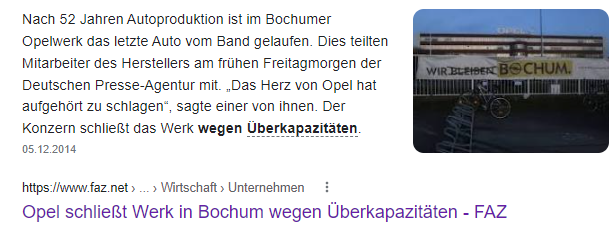 Nach 52 Jahren Autoproduktion ist im Bochumer
Opelwerk das letzte Auto vom Band gelaufen. Dies teilten
Mitarbeiter des Herstellers am frühen Freitagmorgen der
Deutschen Presse-Agentur mit. „Das Herz von Opel hat
aufgehört zu schlagen“, sagte einer von ihnen. Der
Konzern schließt das Werk wegen Überkapazitäten.
05.12.2014
OPEL
WIR BLEIBEN BOCHUM.
https://www.faz.net › ... › Wirtschaft › Unternehmen
Opel schließt Werk in Bochum wegen Überkapazitäten - FAZ